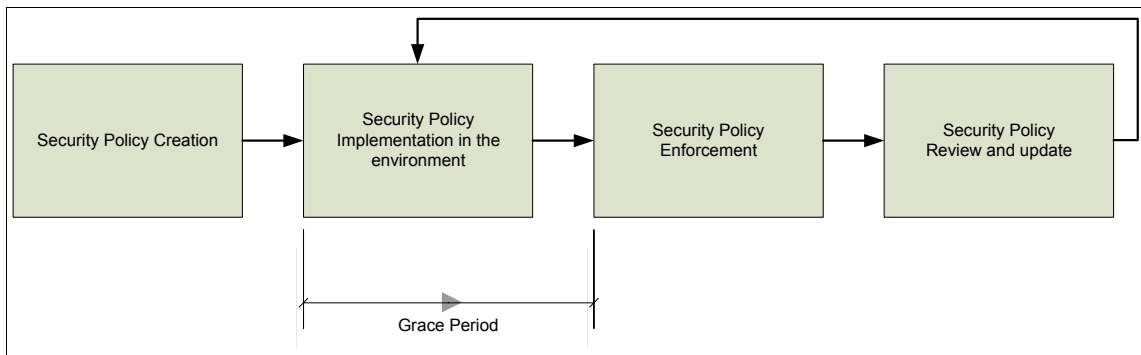 Security Policy Creation
Security Policy
Implementation in the
environment
Security Policy
Enforcement
Security Policy
Review and update
Grace Period